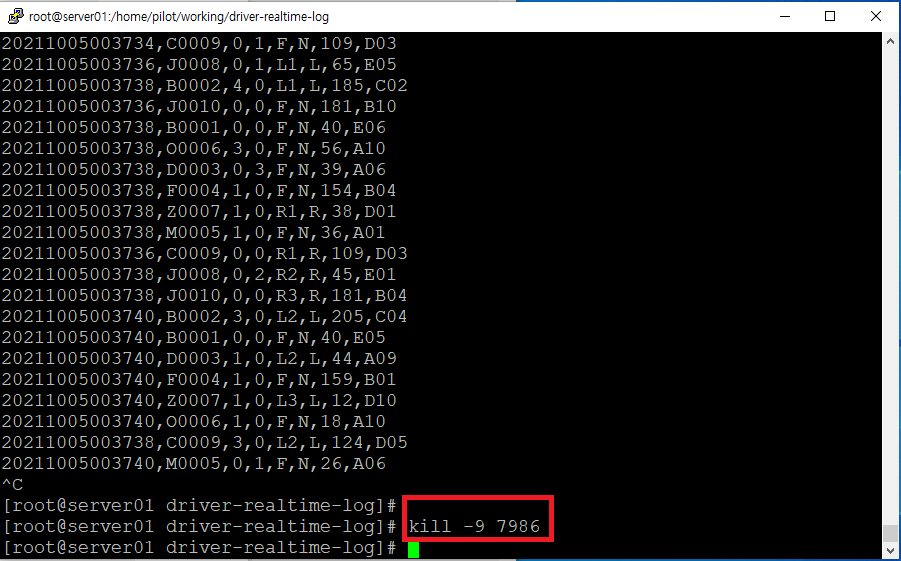 root@server01:/home/pilot/working/driver-realtime-log
20211005003734,C0009,0,1,F,N,109,D03
20211005003736,J0008,0,1,L1,L,65,E05
20211005003738,B0002,4,0,L1,L,185,C02
20211005003736,J0010,0,0,F,N,181,B10
20211005003738,B0001,0,0,F,N,40,E06
20211005003738,O0006,3,0,F,N,56,A10
20211005003738,D0003,0,3,F,N,39,A06
20211005003738,F0004,1,0,F,N,154,B04
20211005003738,Z0007,1,0,R1,R,38,D01
20211005003738,M0005,1,0,F,N,36,A01
20211005003736,C0009,0,0,R1,R,109,D03
20211005003738,J0008,0,2,R2,R,45,E01
20211005003738,J0010,0,0,R3,R,181,B04
20211005003740,B0002,3,0,L2,L,205,C04
20211005003740,B0001,0,0,F,N,40,E05
20211005003740,D0003,1,0,L2,L,44,A09
20211005003740,F0004,1,0,F,N,159,B01
20211005003740,Z0007,1,0,L3,L,12,D10
20211005003740,O0006,1,0,F,N,18,A10
20211005003738,C0009,3,0,L2,L,124,D05
20211005003740,M0005,0,1,F,N,26,A06
^C
[root@server01 driver-realtime-log]#
[root@server01 driver-realtime-log]# kill -9 7986
[root@server01 driver-realtime-log]#